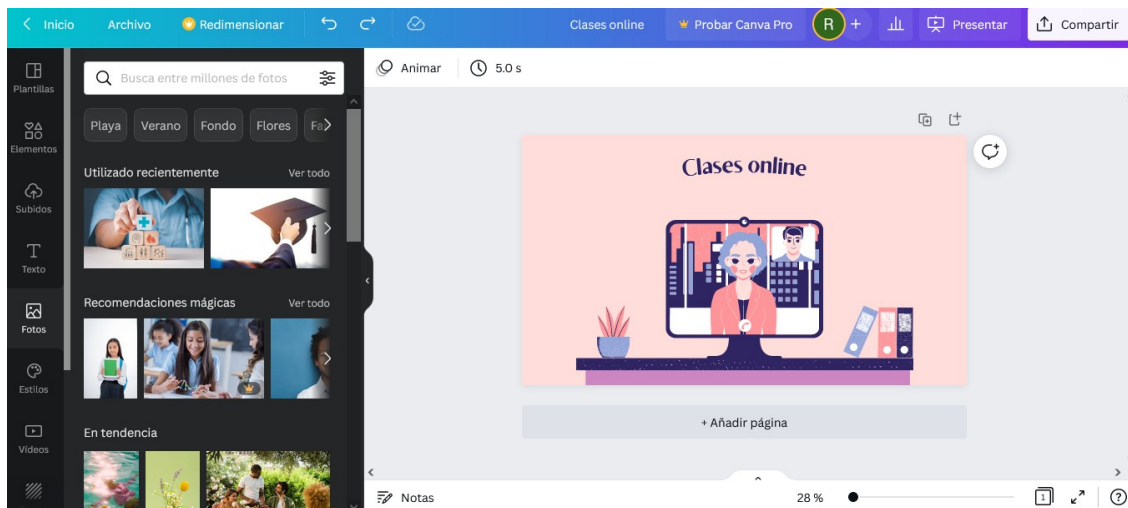 Inicio
Archivo
Redimensionar
Clases online
Probar Canva Pro
R
+
Presentar
Compartir
Plantillas
Elementos
Subidos
Texto
Fotos
Estilos
Vídeos
Busca entre millones de fotos
Playa
Verano
Fondo
Flores
Fa
Utilizado recientemente
Ver todo
Recomendaciones mágicas
Ver todo
En tendencia
Animar
5.0 s
Clases online
+ Añadir página
Notas
28 %
1
?